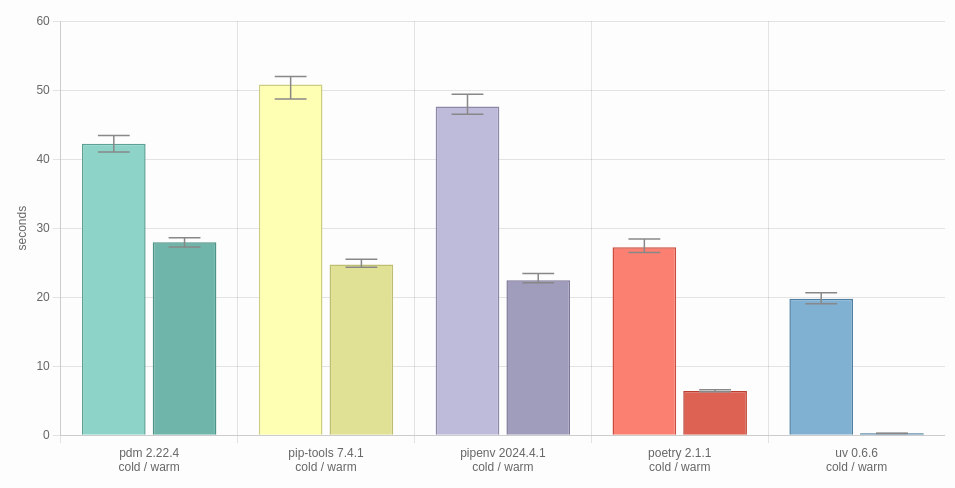 60
50
40
30
20
10
0
seconds
pdm 2.22.4
cold / warm
pip-tools 7.4.1
cold / warm
pipenv 2024.4.1
cold / warm
poetry 2.1.1
cold / warm
uv 0.6.6
cold / warm